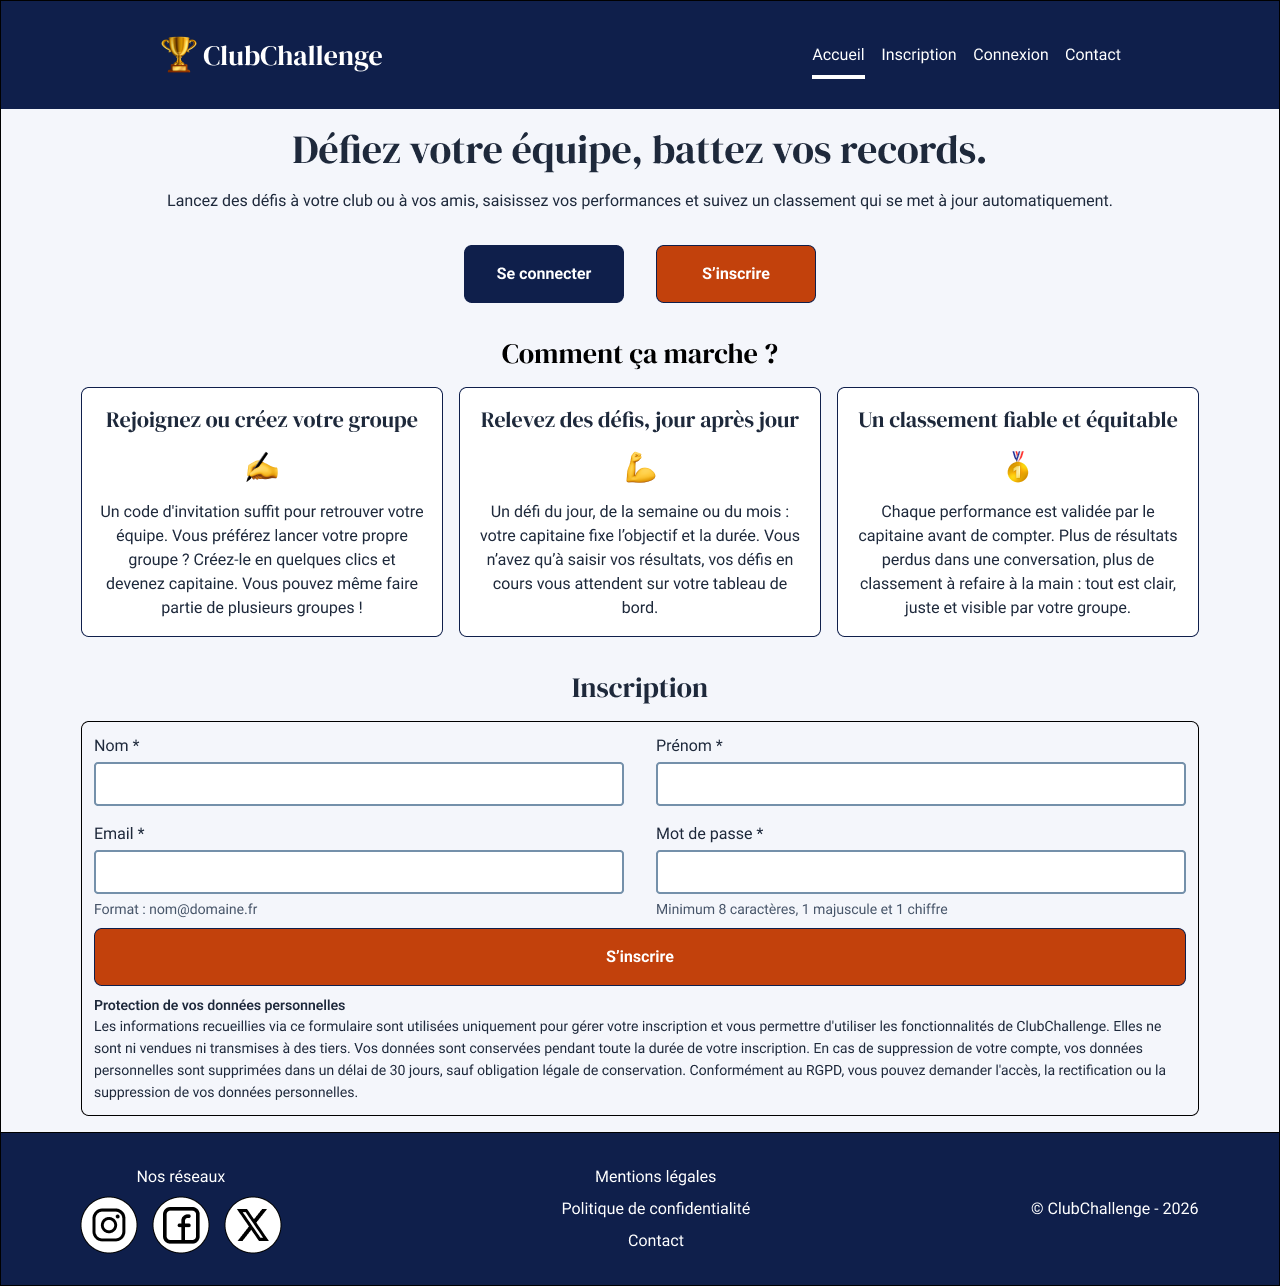 ClubChallenge
Accueil Inscription Connexion Contact
Défiez votre équipe, battez vos records.
Lancez des défis à votre club ou à vos amis, saisissez vos performances et suivez un classement qui se met à jour automatiquement.
Se connecter
S’inscrire
Comment ça marche ?
Rejoignez ou créez votre groupe
Un code d'invitation suffit pour retrouver votre
équipe. Vous préférez lancer votre propre
groupe ? Créez-le en quelques clics et
devenez capitaine. Vous pouvez même faire
partie de plusieurs groupes !
Relevez des défis, jour après jour
Un défi du jour, de la semaine ou du mois :
votre capitaine fixe l’objectif et la durée. Vous
n’avez qu’à saisir vos résultats, vos défis en
cours vous attendent sur votre tableau de
bord.
Un classement fiable et équitable
1
Chaque performance est validée par le
capitaine avant de compter. Plus de résultats
perdus dans une conversation, plus de
classement à refaire à la main : tout est clair,
juste et visible par votre groupe.
Inscription
Nom *
Prénom *
Email *
Format : nom@domaine.fr
Mot de passe *
Minimum 8 caractères, 1 majuscule et 1 chiffre
S’inscrire
Protection de vos données personnelles
Les informations recueillies via ce formulaire sont utilisées uniquement pour gérer votre inscription et vous permettre d'utiliser les fonctionnalités de ClubChallenge. Elles ne
sont ni vendues ni transmises à des tiers. Vos données sont conservées pendant toute la durée de votre inscription. En cas de suppression de votre compte, vos données
personnelles sont supprimées dans un délai de 30 jours, sauf obligation légale de conservation. Conformément au RGPD, vous pouvez demander l'accès, la rectification ou la
suppression de vos données personnelles.
Nos réseaux
Mentions légales
Politique de confidentialité
Contact
© ClubChallenge - 2026